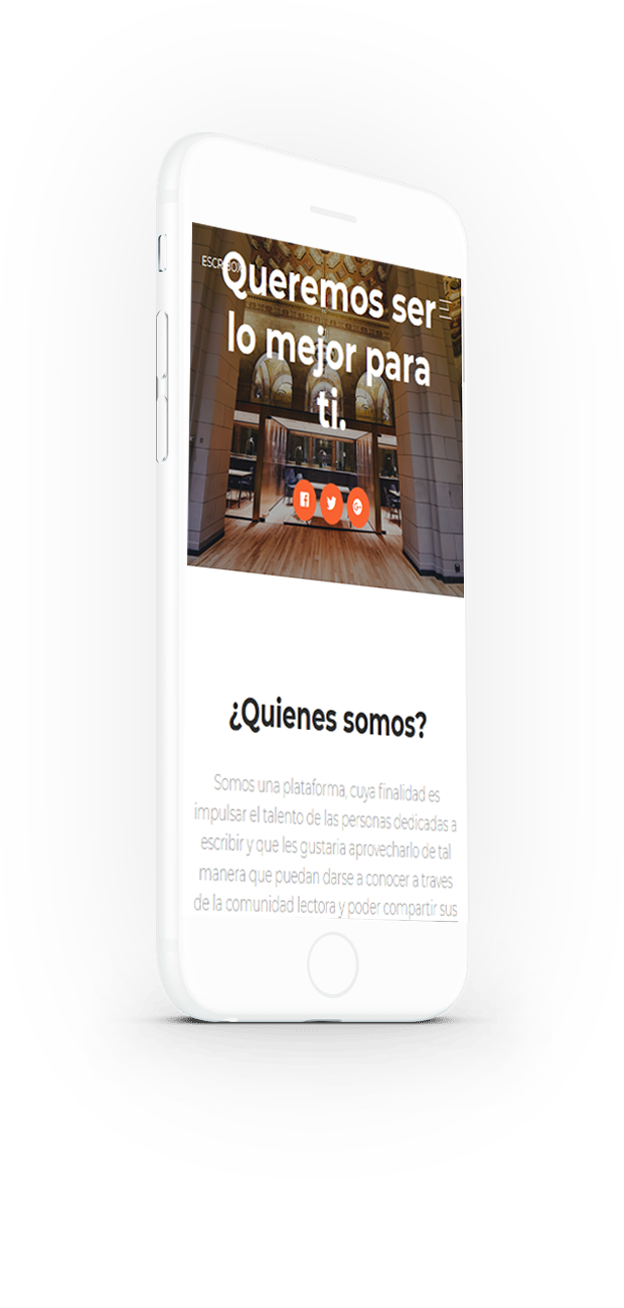 Queremos ser
lo mejor para
ti.
¿Quienes somos?
Somos una plataforma, cuya finalidad es
impulsar el talento de las personas dedicadas a
escribir y que les gustaria aprovecharlo de tal
manera que puedan darse a conocer a traves
de la comunidad lectora y poder compartir sus